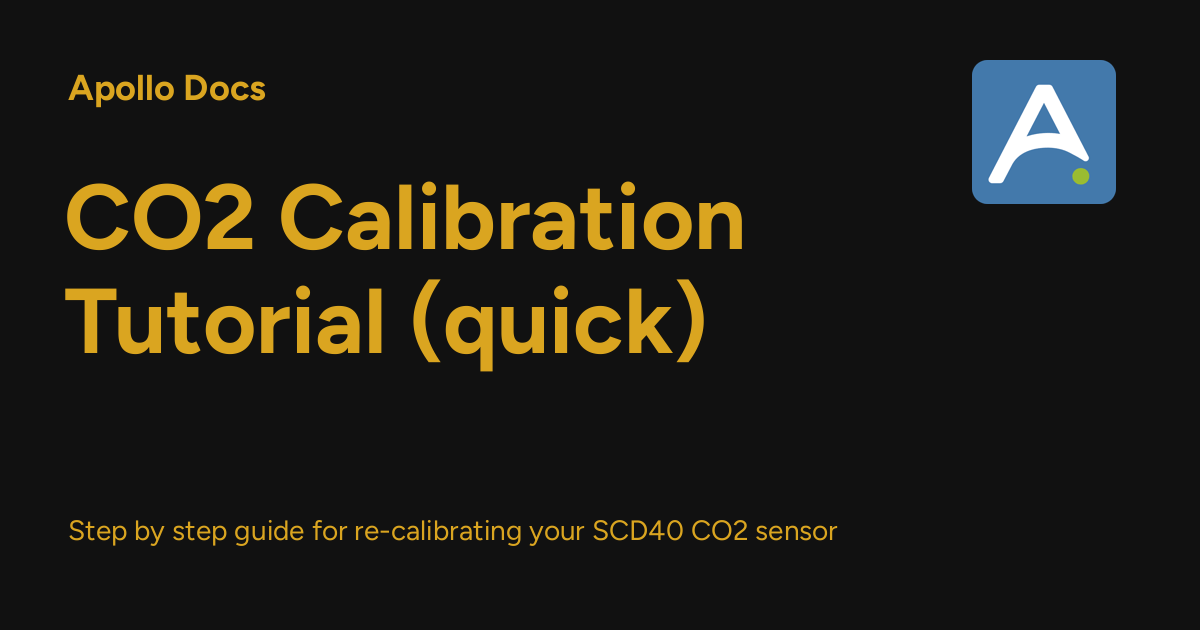 Apollo Docs
CO2 Calibration
Tutorial (quick)
Step by step guide for re-calibrating your SCD40 CO2 sensor